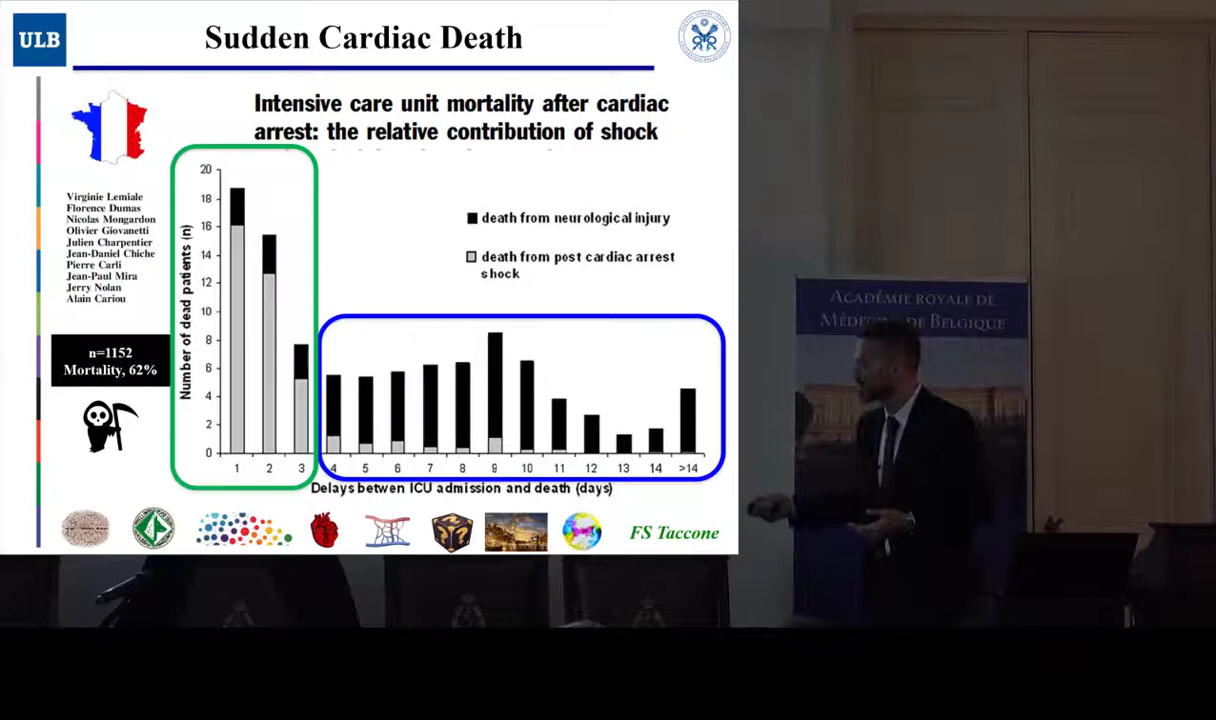 ULB
Sudden Cardiac Death
Intensive care unit mortality after cardiac
arrest: the relative contribution of shock
Virginie Lemiale
Florence Dumas
Nicolas Mongardon
Olivier Giovanetti
Julien Charpentier
Jean-Daniel Chiche
Pierre Carli
Jean-Paul Mira
Jerry Nolan
Alain Cariou
n=1152
Mortality, 62%
Number of dead patients (n)
20
18
16
14
12
10
8
6
4
2
0
death from neurological injury
death from post cardiac arrest
shock
1 2 3 4 5 6 7 8 9 10 11 12 13 14 >14
Delays betwen ICU admission and death (days)
FS Taccone
ACADÉMIE ROYALE DE
DE BELGIQUE